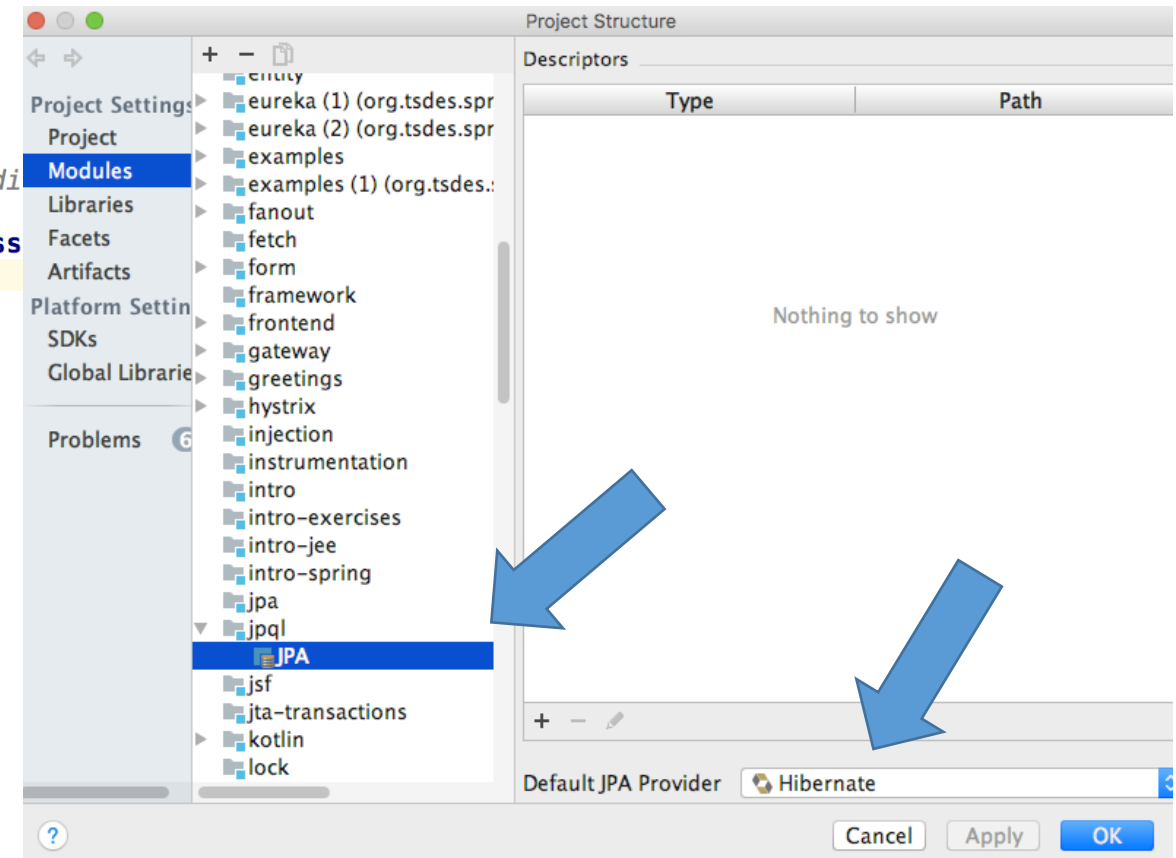 Project Structure
di
ss
Project Settings
Project
Modules
Libraries
Facets
Artifacts
Platform Settin
SDKs
Global Librarie
Problems 6
entity
eureka (1) (org.tsdes.spr
eureka (2) (org.tsdes.spr
examples
examples (1) (org.tsdes.s
fanout
fetch
form
framework
frontend
gateway
greetings
hystrix
injection
instrumentation
intro
intro-exercises
intro-jee
intro-spring
jpa
jpql
JPA
jsf
jta-transactions
kotlin
lock
Descriptors
Type Path
Nothing to show
Default JPA Provider Hibernate
? Cancel Apply OK